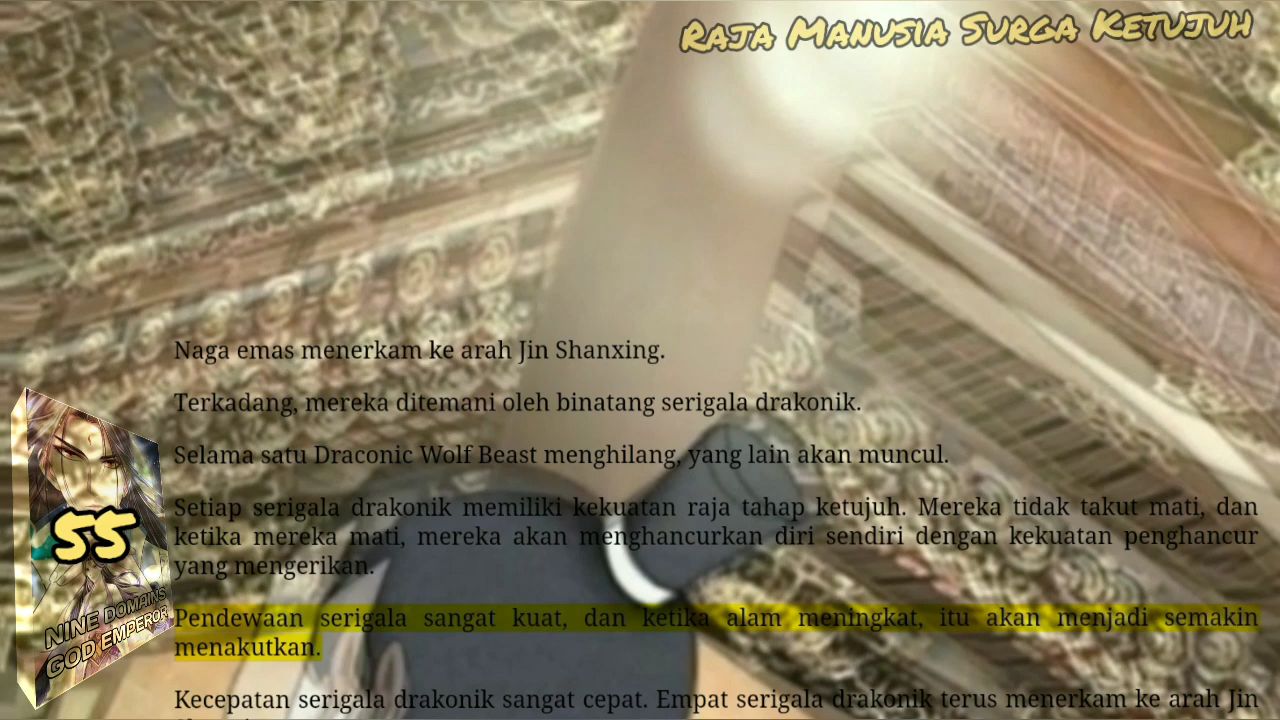 Raja Manusia Surga Ketujuh
Naga emas menerkam ke arah Jin Shanxing.
Terkadang, mereka ditemani oleh binatang serigala drakonik.
Selama satu Draconic Wolf Beast menghilang, yang lain akan muncul.
Setiap serigala drakonik memiliki kekuatan raja tahap ketujuh. Mereka tidak takut mati, dan
ketika mereka mati, mereka akan menghancurkan diri sendiri dengan kekuatan penghancur
yang mengerikan.
Pendewaan serigala sangat kuat, dan ketika alam meningkat, itu akan menjadi semakin
menakutkan.
Kecepatan serigala drakonik sangat cepat. Empat serigala drakonik terus menerkam ke arah Jin
SS
NINE DOMAINS
GOD EMPEROR